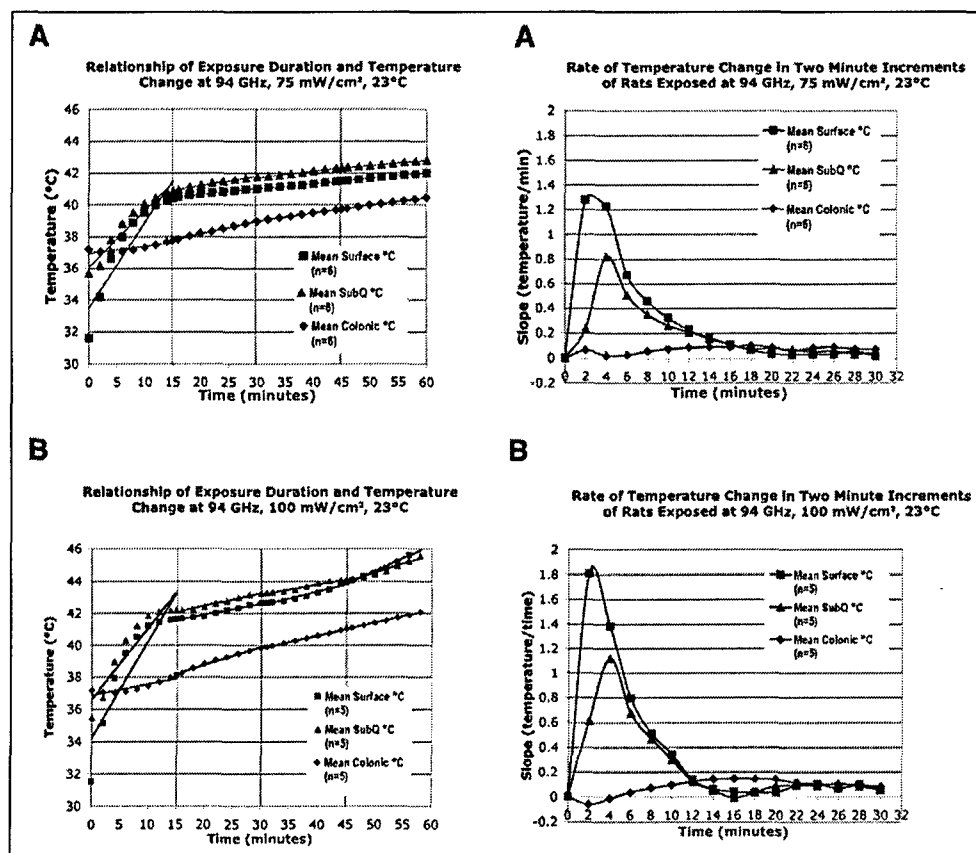 A
Relationship of Exposure Duration and Temperature
Change at 94 GHz, 75 mW/cm², 23°C
46
44
42
40
38
36
34
32
30
Temperature (°C)
Mean Surface °C
(n=6)
Mean SubQ °C
(n=6)
Mean Colonic °C
(n=6)
0 5 10 15 20 25 30 35 40 45 50 55 60
Time (minutes)
A
Rate of Temperature Change in Two Minute Increments
of Rats Exposed at 94 GHz, 75 mW/cm², 23°C
2
1.8
1.6
1.4
1.2
1
0.8
0.6
0.4
0.2
0
-0.2
Slope (temperature/min)
Mean Surface °C
(n=6)
Mean SubQ °C
(n=6)
Mean Colonic °C
(n=6)
0 2 4 6 8 10 12 14 16 18 20 22 24 26 28 30 32
Time (minutes)
B
Relationship of Exposure Duration and Temperature
Change at 94 GHz, 100 mW/cm², 23°C
46
44
42
40
38
36
34
32
30
Temperature (°C)
Mean Surface °C
(n=5)
Mean SubQ °C
(n=5)
Mean Colonic °C
(n=5)
0 5 10 15 20 25 30 35 40 45 50 55 60
Time (minutes)
B
Rate of Temperature Change in Two Minute Increments
of Rats Exposed at 94 GHz, 100 mW/cm², 23°C
2
1.8
1.6
1.4
1.2
1
0.8
0.6
0.4
0.2
0
-0.2
Slope (temperature/time)
Mean Surface °C
(n=5)
Mean SubQ °C
(n=5)
Mean Colonic °C
(n=5)
0 2 4 6 8 10 12 14 16 18 20 22 24 26 28 30 32
Time (minutes)